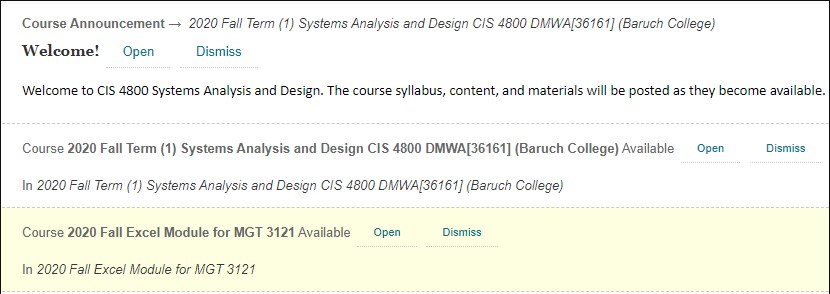 Course Announcement → 2020 Fall Term (1) Systems Analysis and Design CIS 4800 DMWA[36161] (Baruch College)
Welcome! Open Dismiss
Welcome to CIS 4800 Systems Analysis and Design. The course syllabus, content, and materials will be posted as they become available.
Course 2020 Fall Term (1) Systems Analysis and Design CIS 4800 DMWA[36161] (Baruch College) Available Open Dismiss
In 2020 Fall Term (1) Systems Analysis and Design CIS 4800 DMWA[36161] (Baruch College)
Course 2020 Fall Excel Module for MGT 3121 Available Open Dismiss
In 2020 Fall Excel Module for MGT 3121